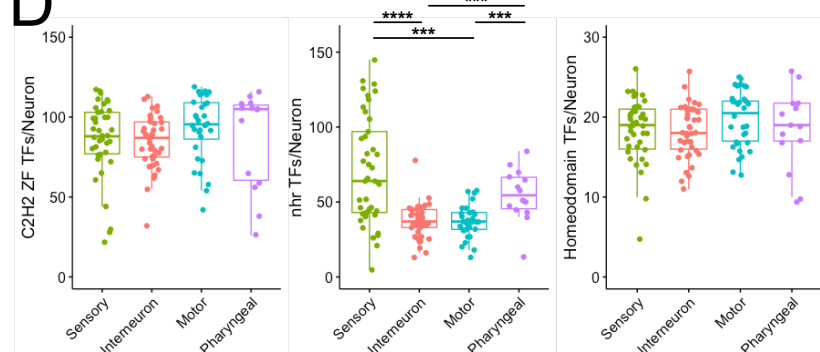 D
***
****
***
***
C2H2 ZF TFs/Neuron
150
100
50
0
Sensory
Interneuron
Motor
Pharyngeal
nhr TFs/Neuron
150
100
50
0
Sensory
Interneuron
Motor
Pharyngeal
Homeodomain TFs/Neuron
30
20
10
0
Sensory
Interneuron
Motor
Pharyngeal